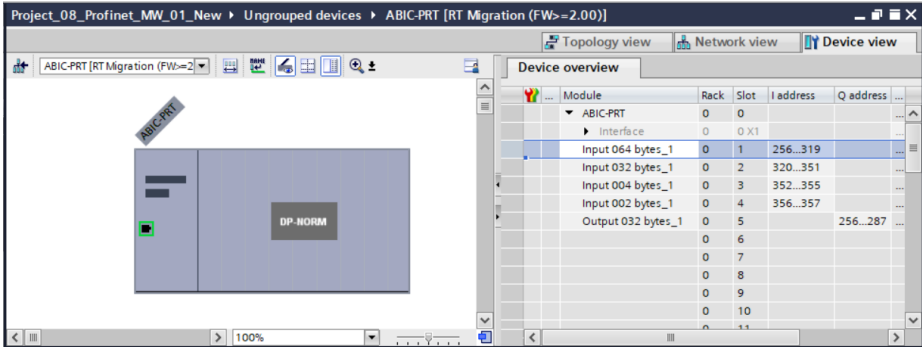 Project_08_Profinet_MW_01_New ▸ Ungrouped devices ▸ ABIC-PRT [RT Migration (FW>=2.00)]
Topology view Network view Device view
ABIC-PRT [RT Migration (FW>=2 
Device overview
... Module Rack Slot I address Q address ...
ABIC-PRT 0 0 ...
Interface 0 0 X1 ...
Input 064 bytes_1 0 1 256...319 ...
Input 032 bytes_1 0 2 320...351 ...
Input 004 bytes_1 0 3 352...355 ...
Input 002 bytes_1 0 4 356...357 ...
Output 032 bytes_1 0 5 256...287 ...
0 6
0 7
0 8
0 9
0 10
0 11
ABIC-PRT
DP-NORM
100%